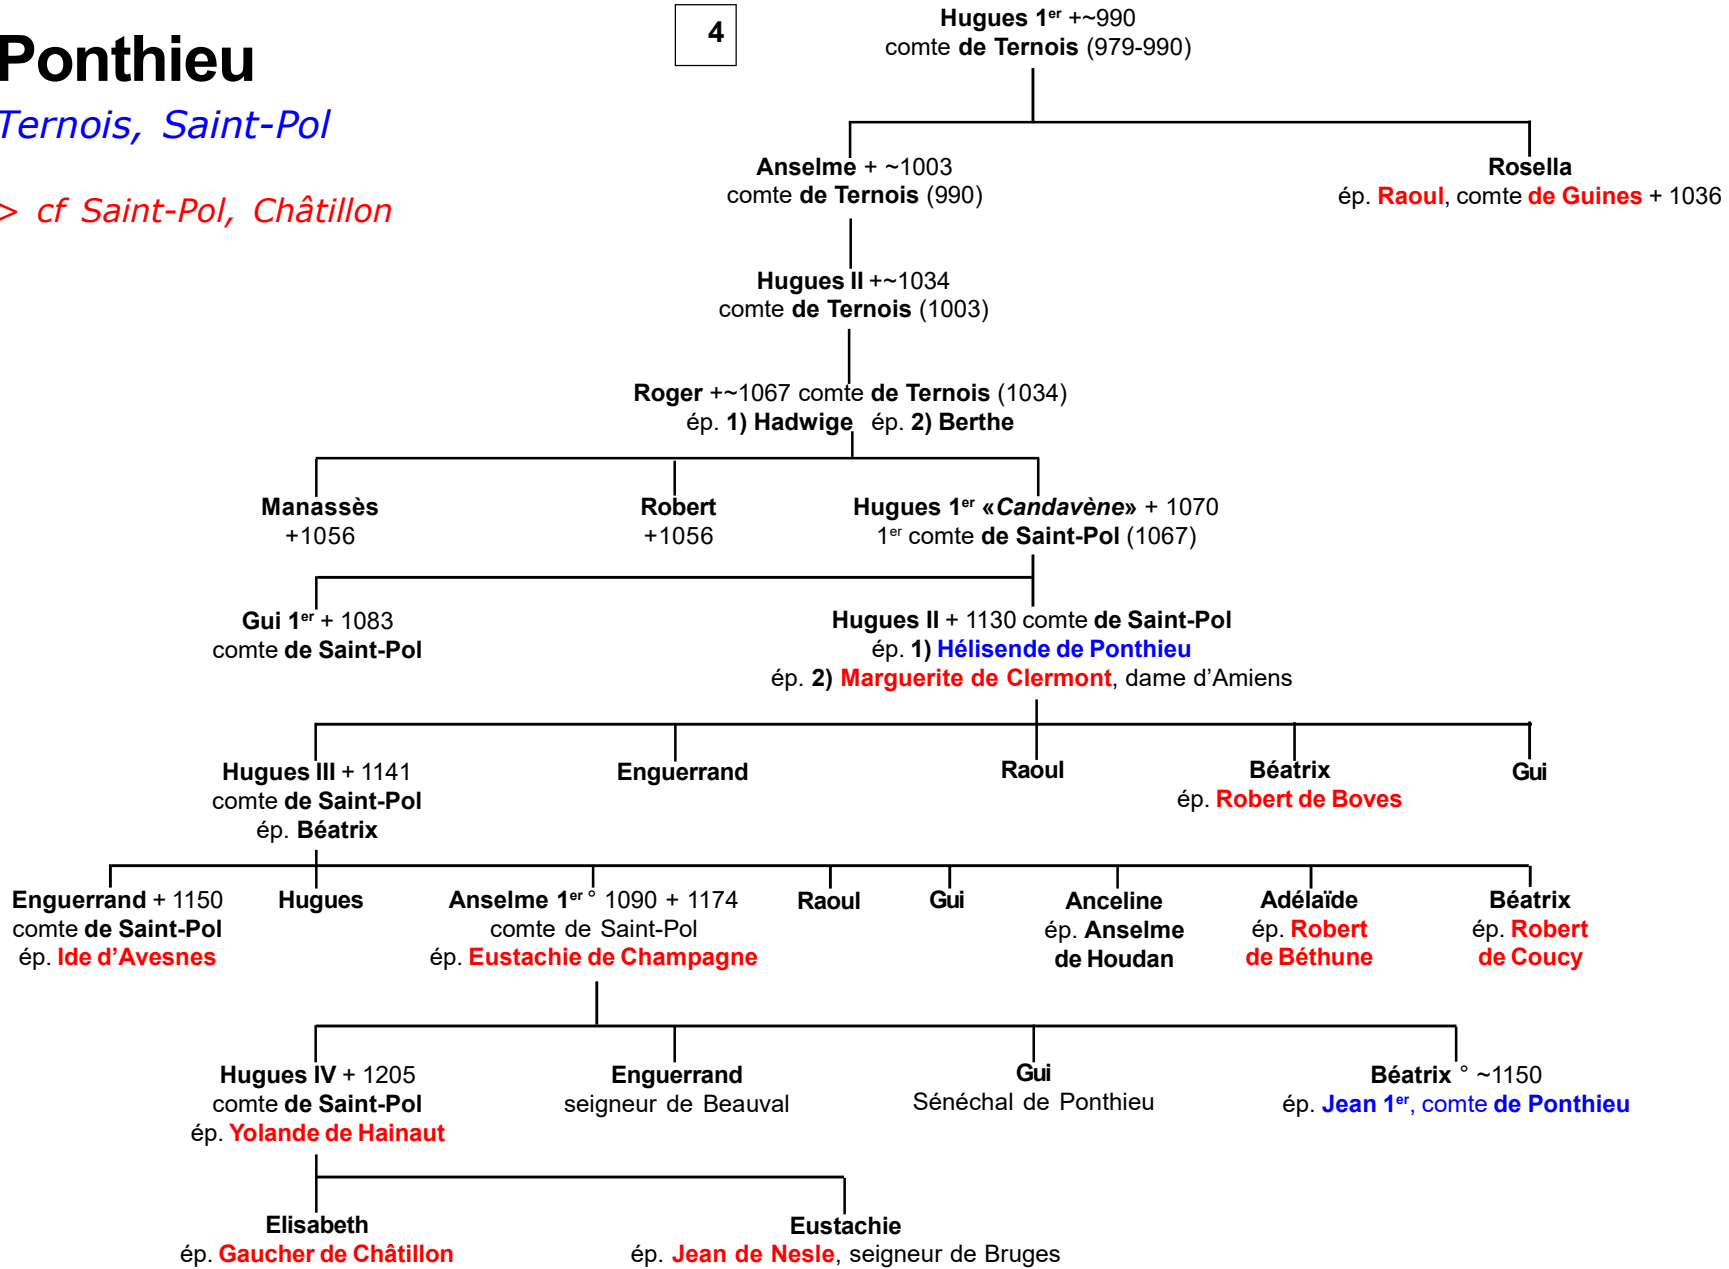 Ponthieu
Ternois, Saint-Pol
> cf Saint-Pol, Châtillon
4
Hugues 1er +~990
comte de Ternois (979-990)
Anselme + ~1003
comte de Ternois (990)
Rosella
ép. Raoul, comte de Guines + 1036
Hugues II +~1034
comte de Ternois (1003)
Roger +~1067 comte de Ternois (1034)
ép. 1) Hadwige ép. 2) Berthe
Manassès
+1056
Robert
+1056
Hugues 1er «Candavène» + 1070
1er comte de Saint-Pol (1067)
Gui 1er + 1083
comte de Saint-Pol
Hugues II + 1130 comte de Saint-Pol
ép. 1) Hélisende de Ponthieu
ép. 2) Marguerite de Clermont, dame d'Amiens
Hugues III + 1141
comte de Saint-Pol
ép. Béatrix
Enguerrand
Raoul
Béatrix
ép. Robert de Boves
Gui
Enguerrand + 1150
comte de Saint-Pol
ép. Ide d'Avesnes
Hugues
Anselme 1er ° 1090 + 1174
comte de Saint-Pol
ép. Eustachie de Champagne
Raoul
Gui
Anceline
ép. Anselme
de Houdan
Adélaïde
ép. Robert
de Béthune
Béatrix
ép. Robert
de Coucy
Hugues IV + 1205
comte de Saint-Pol
ép. Yolande de Hainaut
Enguerrand
seigneur de Beauval
Gui
Sénéchal de Ponthieu
Béatrix ° ~1150
ép. Jean 1er, comte de Ponthieu
Elisabeth
ép. Gaucher de Châtillon
Eustachie
ép. Jean de Nesle, seigneur de Bruges